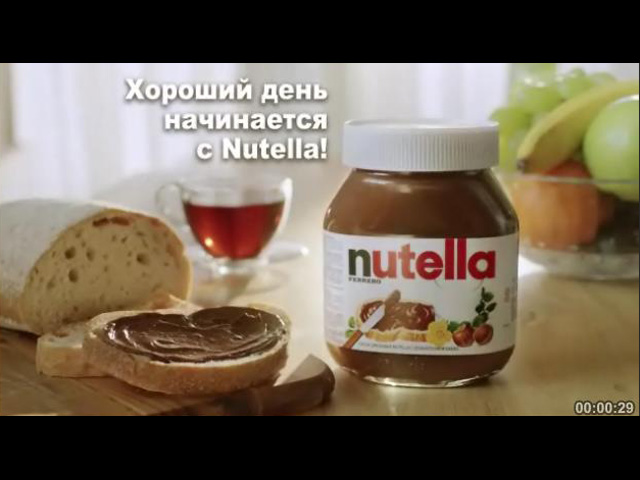 Хороший день
начинается
с Nutella!
nutella
FERRERO
00:00:29